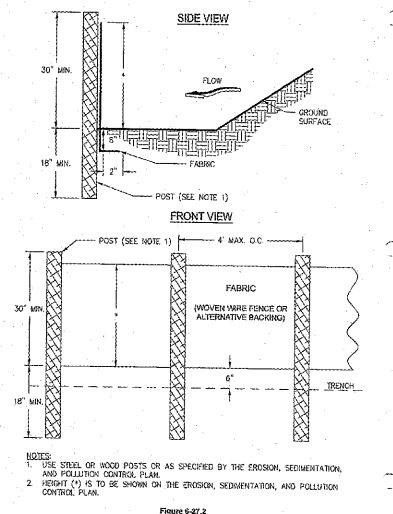 SIDE VIEW
30" MIN.
*
FLOW
GROUND
SURFACE
6"
18" MIN.
FABRIC
2"
POST (SEE NOTE 1)
FRONT VIEW
POST (SEE NOTE 1)
4' MAX. O.C.
30" MIN.
*
FABRIC
(WOVEN WIRE FENCE OR
ALTERNATIVE BACKING)
6"
TRENCH
18" MIN.
NOTES:
1. USE STEEL OR WOOD POSTS OR AS SPECIFIED BY THE EROSION, SEDIMENTATION,
AND POLLUTION CONTROL PLAN.
2. HEIGHT (*) IS TO BE SHOWN ON THE EROSION, SEDIMENTATION, AND POLLUTION
CONTROL PLAN.
Figure 6-27.2